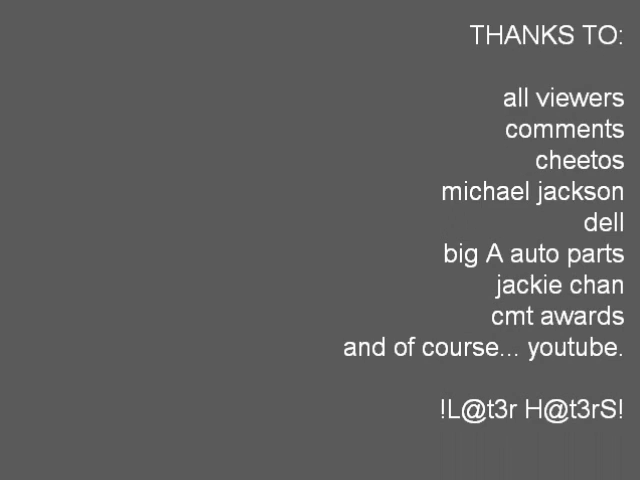 THANKS TO:
all viewers
comments
cheetos
michael jackson
dell
big A auto parts
jackie chan
cmt awards
and of course... youtube.
!L@t3r H@t3rS!